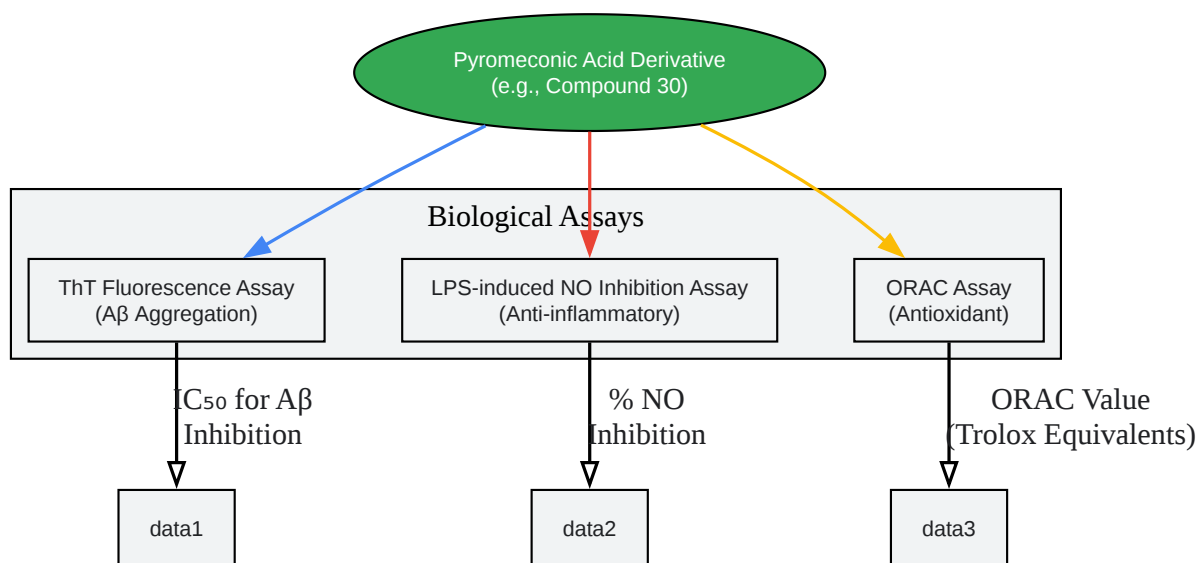 Pyromeconic Acid Derivative
(e.g., Compound 30)
Biological Assays
ThT Fluorescence Assay
(Aβ Aggregation)
LPS-induced NO Inhibition Assay
(Anti-inflammatory)
ORAC Assay
(Antioxidant)
IC₅₀ for Aβ
Inhibition
% NO
Inhibition
ORAC Value
(Trolox Equivalents)
data1
data2
data3